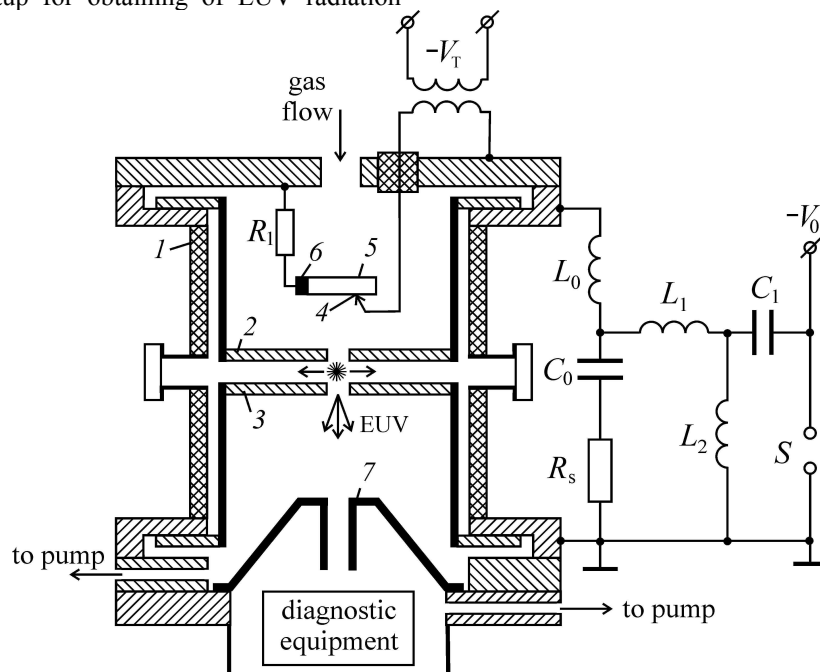 up for obtaining of EUV radiation
−V_T
gas
flow
1
R_1
6
5
4
2
3
EUV
7
L_0
C_0
R_s
L_1
C_1
L_2
−V_0
S
to pump
diagnostic
equipment
to pump